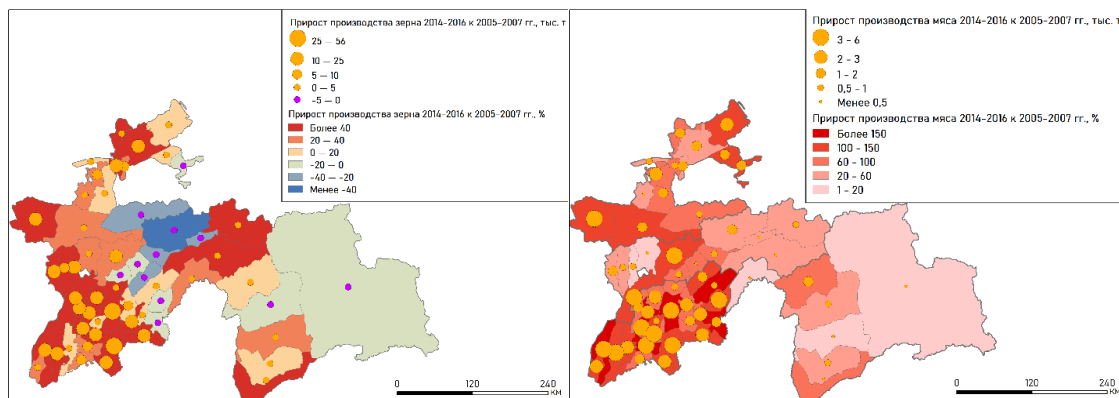 Прирост производства зерна 2014-2016 к 2005-2007 гг., тыс. т
25 — 56
10 — 25
5 — 10
0 — 5
-5 — 0
Прирост производства зерна 2014-2016 к 2005-2007 гг., %
Более 40
20 — 40
0 — 20
-20 — 0
-40 — -20
Менее -40
0 120 240
КМ
Прирост производства мяса 2014-2016 к 2005-2007 гг., тыс. т
3 - 6
2 - 3
1 - 2
0,5 - 1
Менее 0,5
Прирост производства мяса 2014-2016 к 2005-2007 гг., %
Более 150
100 - 150
60 - 100
20 - 60
1 - 20
0 120 240
КМ